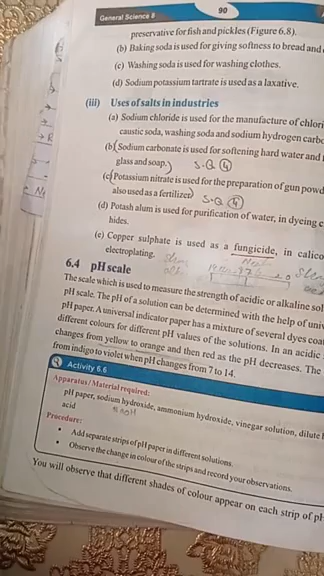 General Science 8
90
preservative for fish and pickles (Figure 6.8).
(b) Baking soda is used for giving softness to bread and
(c) Washing soda is used for washing clothes.
(d) Sodium potassium tartrate is used as a laxative.
(iii) Uses of salts in industries
(a) Sodium chloride is used for the manufacture of chlori
caustic soda, washing soda and sodium hydrogen carbo
(b) Sodium carbonate is used for softening hard water and
glass and soap.) S-Q 4
(c) Potassium nitrate is used for the preparation of gun powd
also used as a fertilizer) S-Q 4
(d) Potash alum is used for purification of water, in dyeing c
hides.
(e) Copper sulphate is used as a fungicide, in calico
electroplating.
6.4 pH scale
The scale which is used to measure the strength of acidic or alkaline sol
pH scale. The pH of a solution can be determined with the help of univ
pH paper. A universal indicator paper has a mixture of several dyes coa
different colours for different pH values of the solutions. In an acidic
changes from yellow to orange and then red as the pH decreases. The
from indigo to violet when pH changes from 7 to 14.
Activity 6.6
Apparatus / Material required:
pH paper, sodium hydroxide, ammonium hydroxide, vinegar solution, dilute
acid NaOH
Procedure:
• Add separate strips of pH paper in different solutions.
• Observe the change in colour of the strips and record your observations.
You will observe that different shades of colour appear on each strip of pH